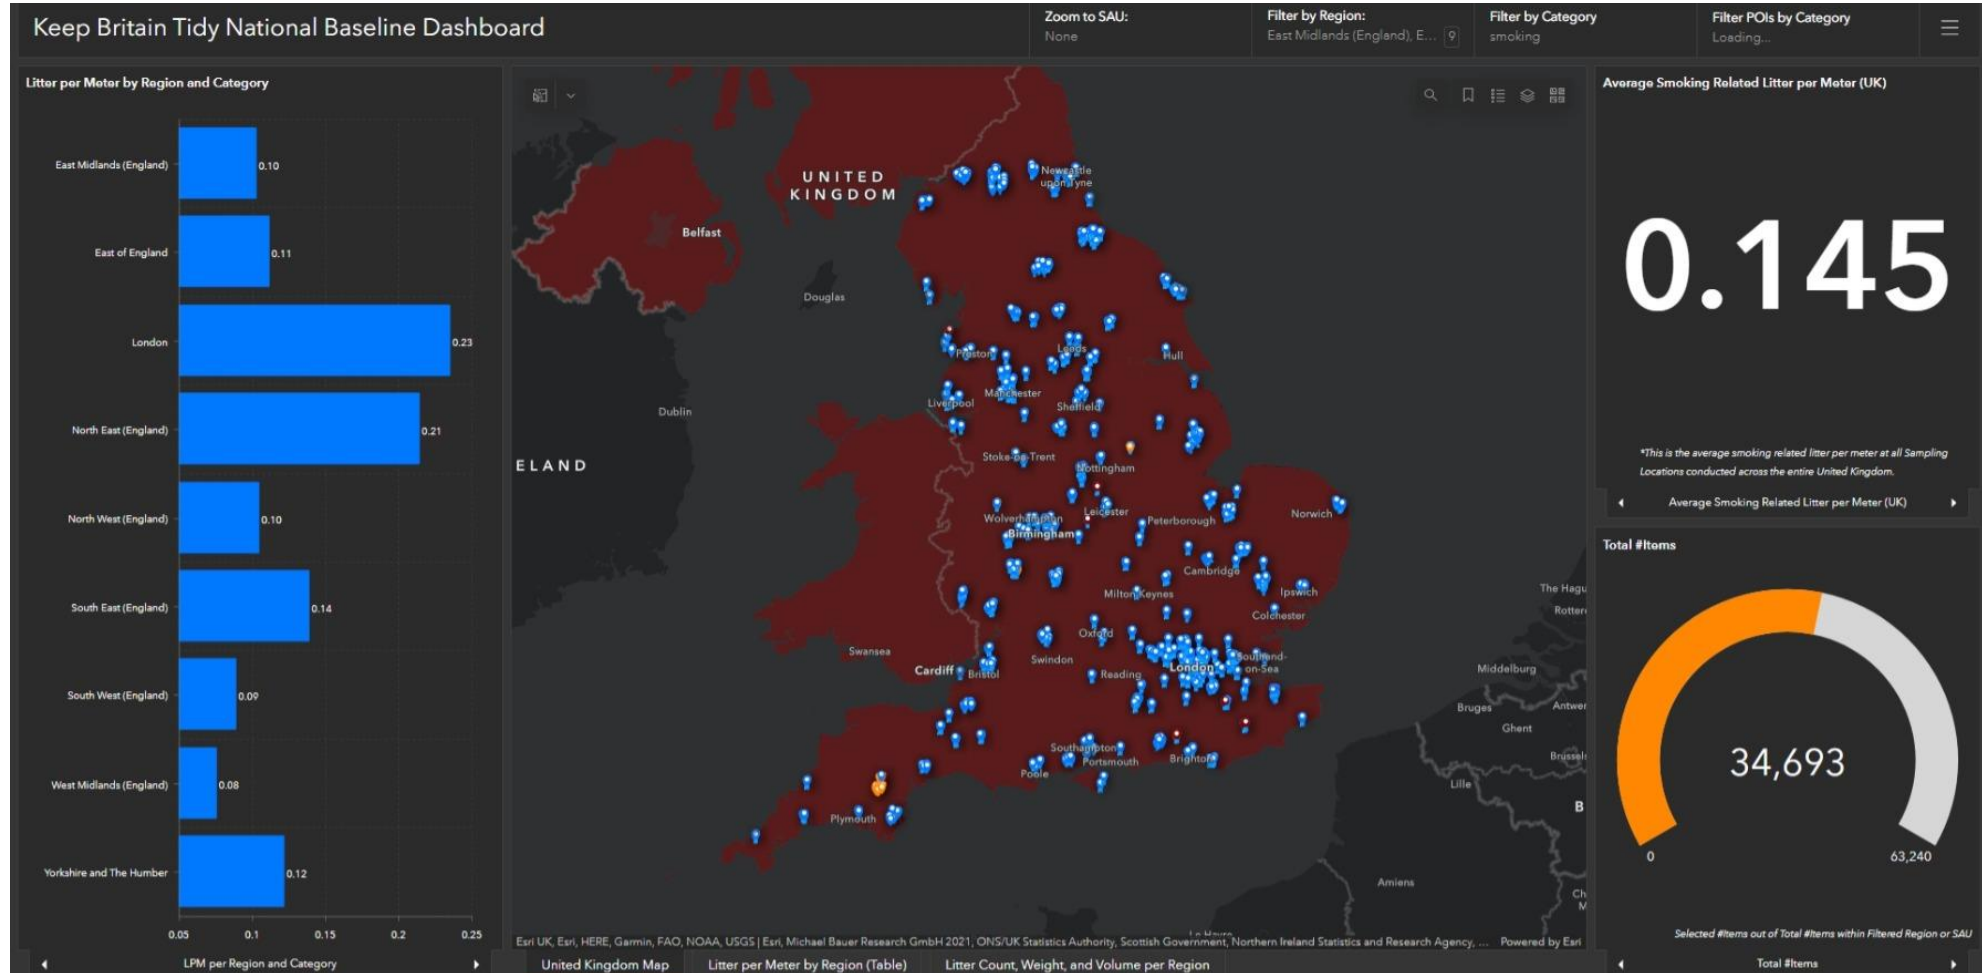 Keep Britain Tidy National Baseline Dashboard
Zoom to SAU:
None
Filter by Region:
East Midlands (England), E...
Filter by Category
smoking
Filter POIs by Category
Loading...
Litter per Meter by Region and Category
East Midlands (England)
0.10
East of England
0.11
London
0.23
North East (England)
0.21
North West (England)
0.10
South East (England)
0.14
South West (England)
0.09
West Midlands (England)
0.08
Yorkshire and The Humber
0.12
0.05
0.1
0.15
0.2
0.25
LPM per Region and Category
UNITED
KINGDOM
Newcastle
upon Tyne
Belfast
Douglas
Preston
Leeds
Hull
Manchester
Liverpool
Sheffield
Dublin
ELAND
Stoke-on-Trent
Nottingham
Leicester
Norwich
Wolverhampton
Peterborough
Birmingham
Cambridge
Milton Keynes
Ipswich
The Hagu
Colchester
Rotter
Oxford
Swansea
Swindon
Southend-
on-Sea
London
Cardiff
Bristol
Reading
Middelburg
Bruges
Antwer
Ghent
Southampton
Portsmouth
Brighton
Brussels
Poole
Lille
B
Plymouth
Amiens
Ch
M
Le Havre
Esri UK, Esri, HERE, Garmin, FAO, NOAA, USGS | Esri, Michael Bauer Research GmbH 2021, ONS/UK Statistics Authority, Scottish Government, Northern Ireland Statistics and Research Agency, ...
Powered by Esri
United Kingdom Map
Litter per Meter by Region (Table)
Litter Count, Weight, and Volume per Region
Average Smoking Related Litter per Meter (UK)
0.145
*This is the average smoking related litter per meter at all Sampling
Locations conducted across the entire United Kingdom.
Average Smoking Related Litter per Meter (UK)
Total #Items
34,693
0
63,240
Selected #Items out of Total #Items within Filtered Region or SAU
Total #Items